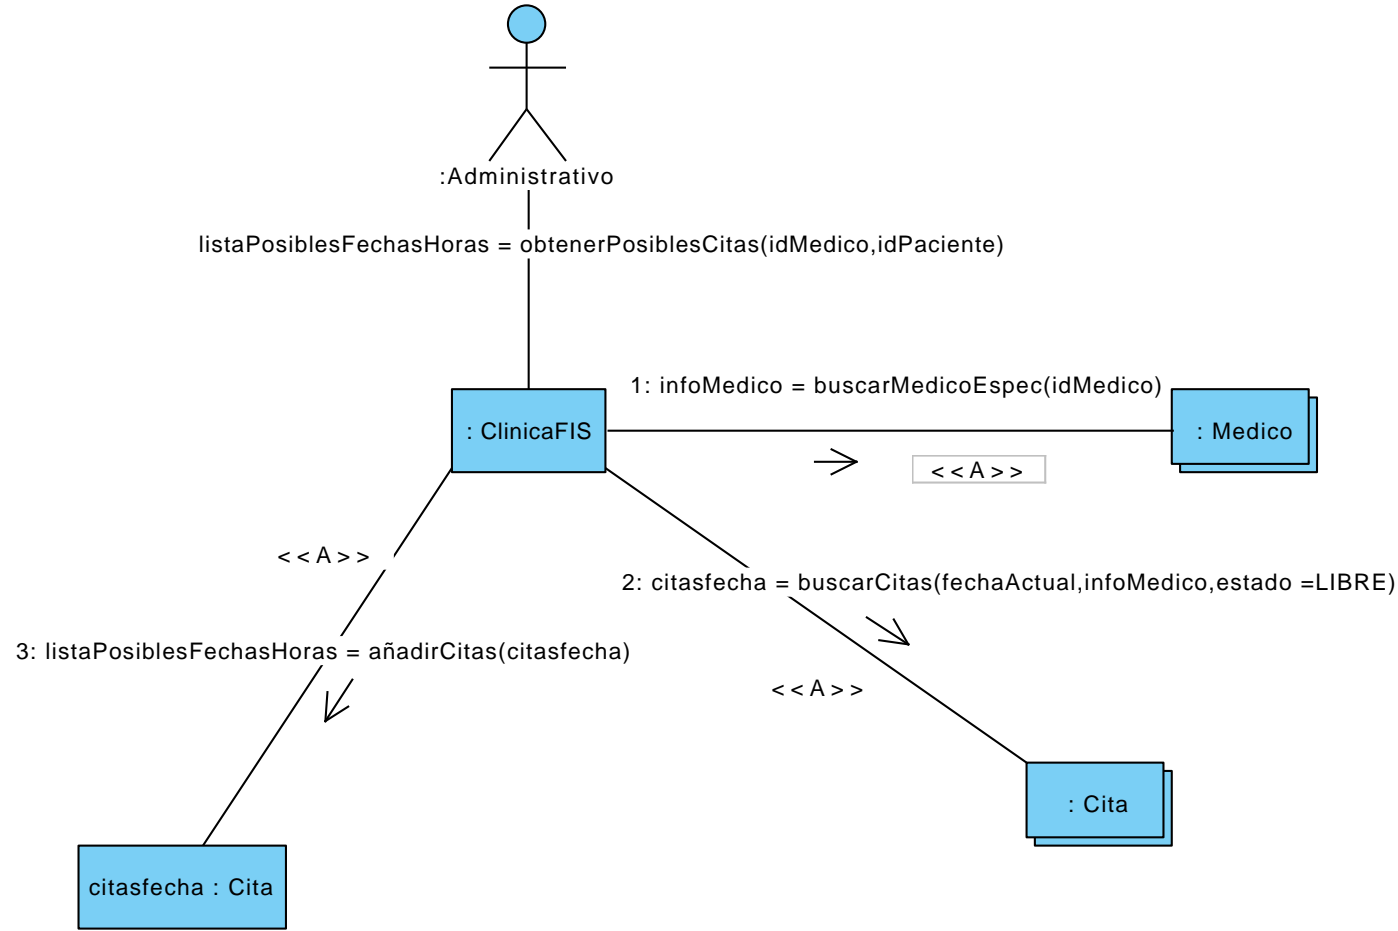 :Administrativo
listaPosiblesFechasHoras = obtenerPosiblesCitas(idMedico,idPaciente)
1: infoMedico = buscarMedicoEspec(idMedico)
: ClinicaFIS
: Medico
<<A>>
<<A>>
2: citasfecha = buscarCitas(fechaActual,infoMedico,estado =LIBRE)
3: listaPosiblesFechasHoras = añadirCitas(citasfecha)
<<A>>
: Cita
citasfecha : Cita